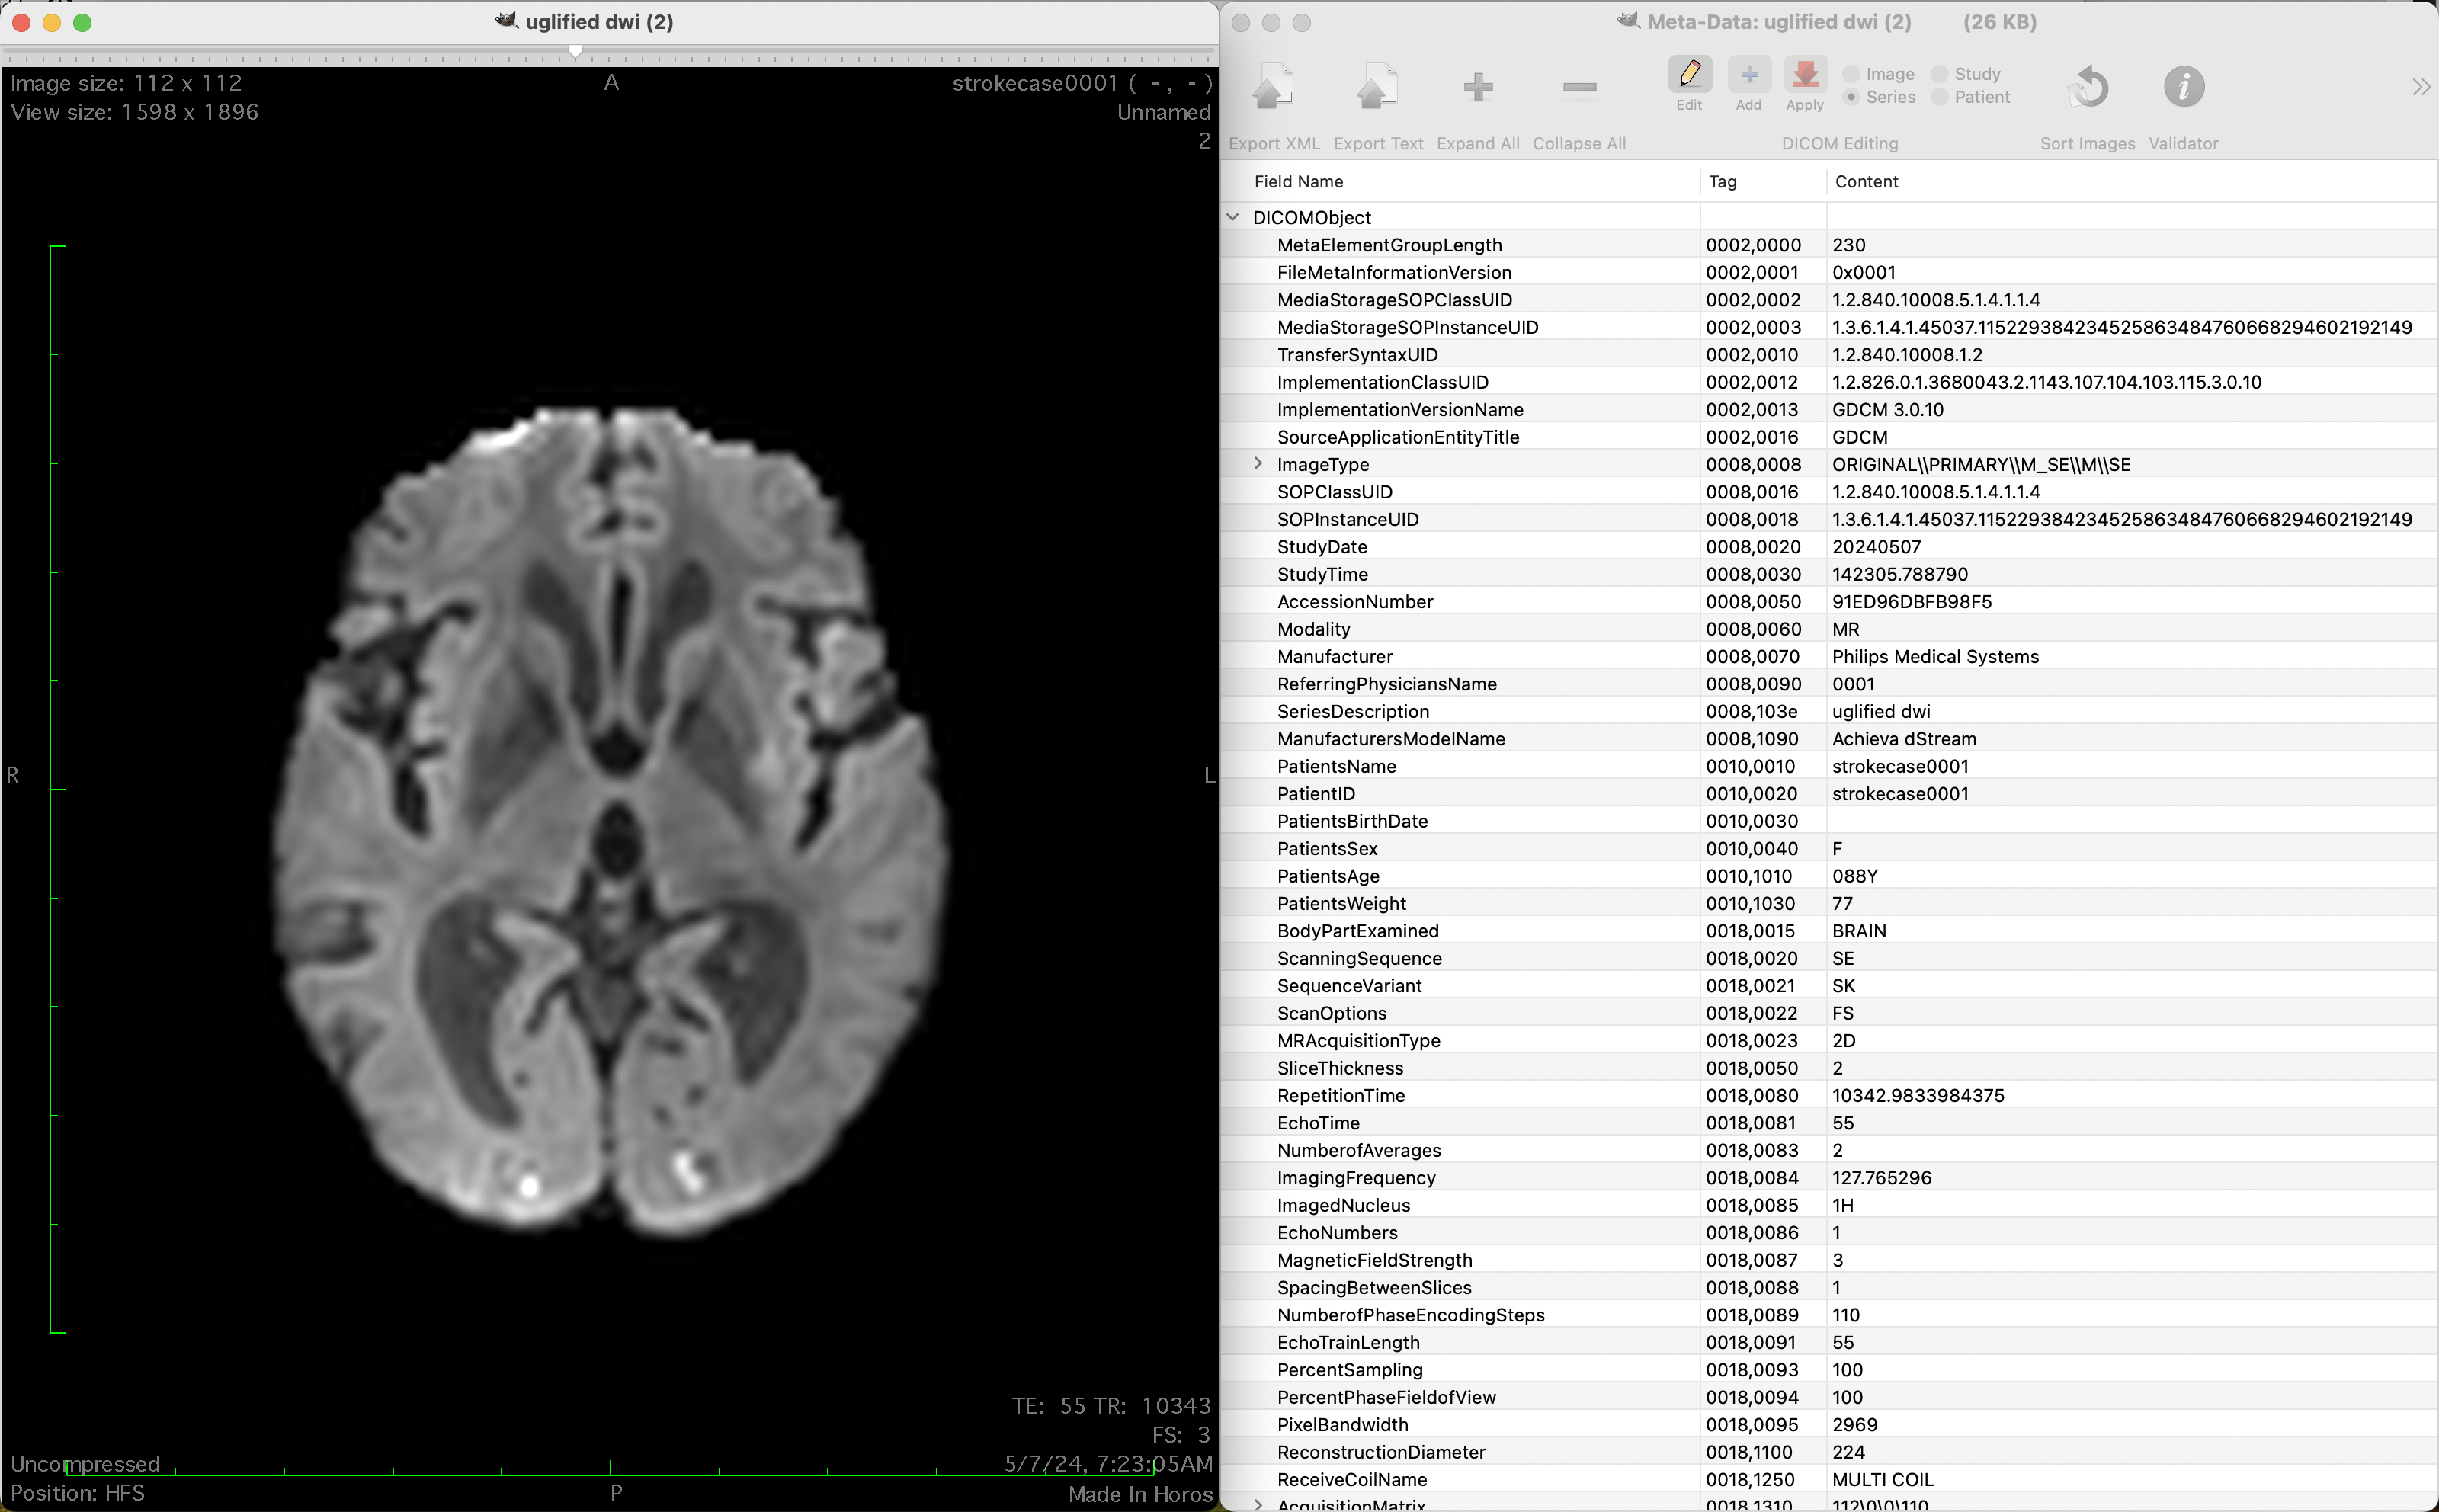 uglified dwi (2)
Image size: 112 x 112
View size: 1598 x 1896
A
strokecase0001 ( -, - )
Unnamed
2
R
L
TE: 55 TR: 10343
FS: 3
5/7/24, 7:23:05AM
Made In Horos
Uncompressed
Position: HFS
P
Meta-Data: uglified dwi (2) (26 KB)
Export XML
Export Text
Expand All
Collapse All
Edit
Add
Apply
Image
Series
Study
Patient
DICOM Editing
Sort Images
Validator
Field Name Tag Content
DICOMObject
MetaElementGroupLength 0002,0000 230
FileMetaInformationVersion 0002,0001 0x0001
MediaStorageSOPClassUID 0002,0002 1.2.840.10008.5.1.4.1.1.4
MediaStorageSOPInstanceUID 0002,0003 1.3.6.1.4.1.45037.1152293842345258634847606682946021​92149
TransferSyntaxUID 0002,0010 1.2.840.10008.1.2
ImplementationClassUID 0002,0012 1.2.826.0.1.3680043.2.1143.107.104.103.115.3.0.10
ImplementationVersionName 0002,0013 GDCM 3.0.10
SourceApplicationEntityTitle 0002,0016 GDCM
ImageType 0008,0008 ORIGINAL\\PRIMARY\\M_SE\\M\\SE
SOPClassUID 0008,0016 1.2.840.10008.5.1.4.1.1.4
SOPInstanceUID 0008,0018 1.3.6.1.4.1.45037.115229384234525863484760668294602192149
StudyDate 0008,0020 20240507
StudyTime 0008,0030 142305.788790
AccessionNumber 0008,0050 91ED96DBFB98F5
Modality 0008,0060 MR
Manufacturer 0008,0070 Philips Medical Systems
ReferringPhysiciansName 0008,0090 0001
SeriesDescription 0008,103e uglified dwi
ManufacturersModelName 0008,1090 Achieva dStream
PatientsName 0010,0010 strokecase0001
PatientID 0010,0020 strokecase0001
PatientsBirthDate 0010,0030
PatientsSex 0010,0040 F
PatientsAge 0010,1010 088Y
PatientsWeight 0010,1030 77
BodyPartExamined 0018,0015 BRAIN
ScanningSequence 0018,0020 SE
SequenceVariant 0018,0021 SK
ScanOptions 0018,0022 FS
MRAcquisitionType 0018,0023 2D
SliceThickness 0018,0050 2
RepetitionTime 0018,0080 10342.9833984375
EchoTime 0018,0081 55
NumberofAverages 0018,0083 2
ImagingFrequency 0018,0084 127.765296
ImagedNucleus 0018,0085 1H
EchoNumbers 0018,0086 1
MagneticFieldStrength 0018,0087 3
SpacingBetweenSlices 0018,0088 1
NumberofPhaseEncodingSteps 0018,0089 110
EchoTrainLength 0018,0091 55
PercentSampling 0018,0093 100
PercentPhaseFieldofView 0018,0094 100
PixelBandwidth 0018,0095 2969
ReconstructionDiameter 0018,1100 224
ReceiveCoilName 0018,1250 MULTI COIL
AcquisitionMatrix 0018,1310 112\0\0\110